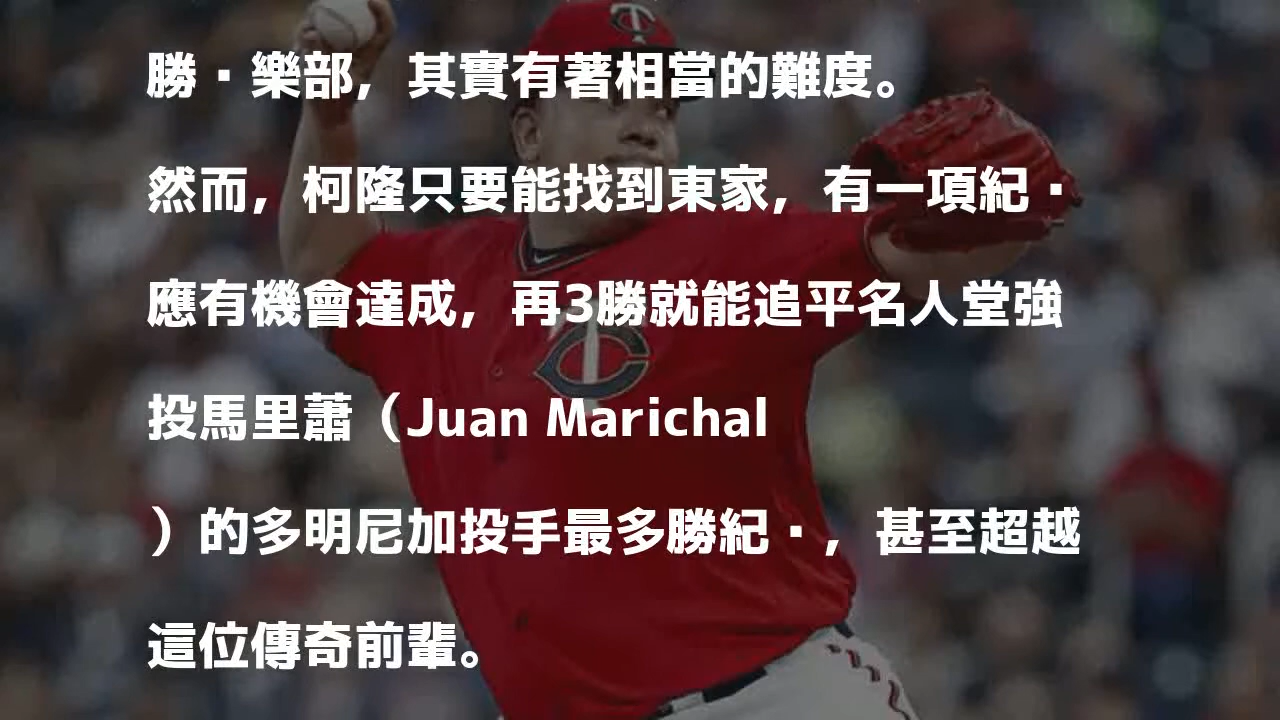 勝▪樂部，其實有著相當的難度。
然而，柯隆只要能找到東家，有一項紀▪
應有機會達成，再3勝就能追平名人堂強
投馬里蕭（Juan Marichal
）的多明尼加投手最多勝紀▪，甚至超越
這位傳奇前輩。
TC
TC